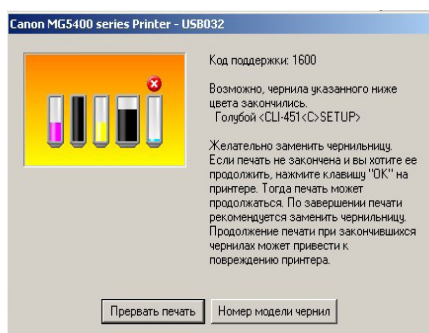 Canon MG5400 series Printer - USB032
Код поддержки: 1600
Возможно, чернила указанного ниже
цвета закончились.
Голубой <CLI-451<C>SETUP>
Желательно заменить чернильницу.
Если печать не закончена и вы хотите ее
продолжить, нажмите клавишу "OK" на
принтере. Тогда печать может
продолжаться. По завершении печати
рекомендуется заменить чернильницу.
Продолжение печати при закончившихся
чернилах может привести к
повреждению принтера.
Прервать печать
Номер модели чернил